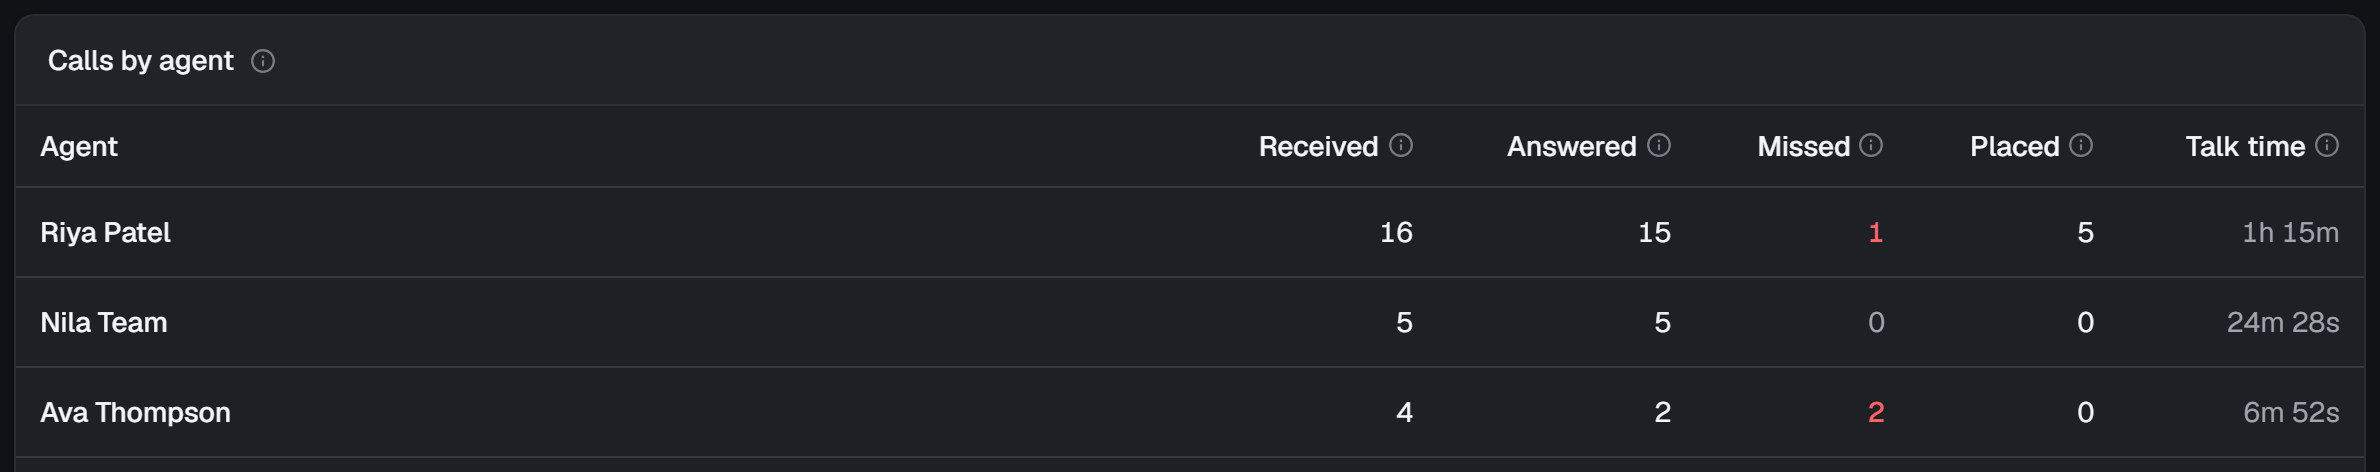 Calls by agent
Agent Received Answered Missed Placed Talk time
Riya Patel 16 15 1 5 1h 15m
Nila Team 5 5 0 0 24m 28s
Ava Thompson 4 2 2 0 6m 52s